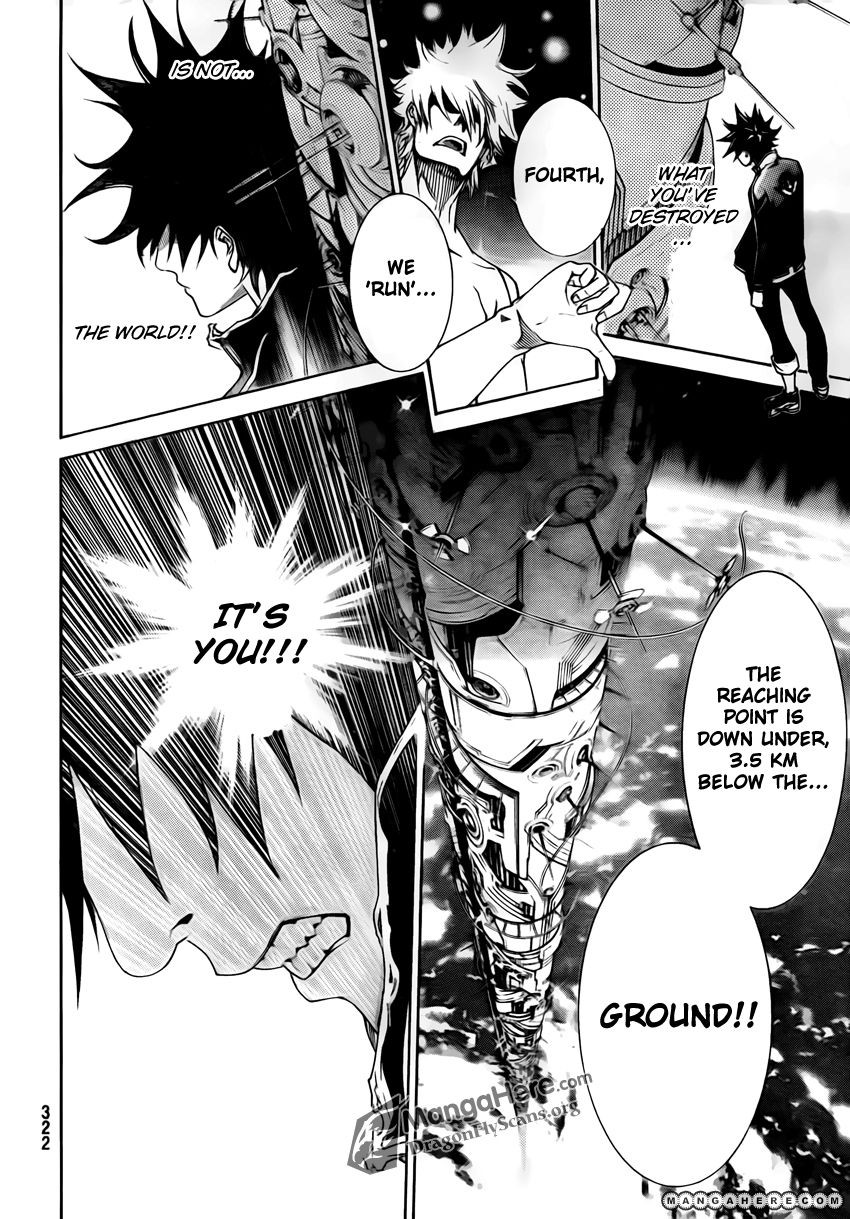 WHAT
YOU'VE
DESTROYED
...
FOURTH,
WE
'RUN'...
IS NOT...
THE WORLD!!
THE
REACHING
POINT IS
DOWN UNDER,
3.5 KM
BELOW THE...
GROUND!!
IT'S
YOU!!!
322
MangaHere.com
DragonFlyScans.org
MANGAHERE.COM